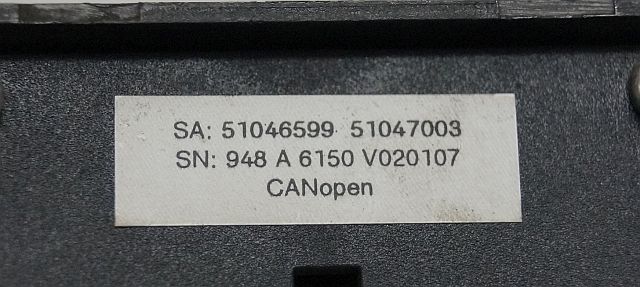 SA: 51046599 51047003
SN: 948 A 6150 V020107
CANopen